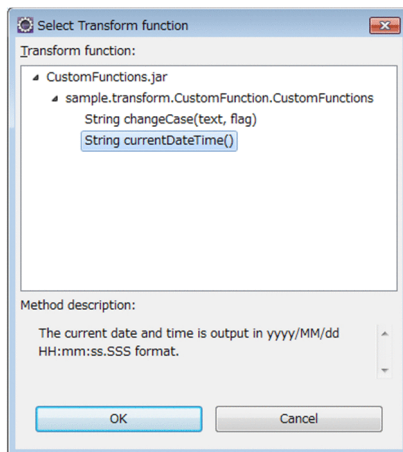 Select Transform function
Transform function:
CustomFunctions.jar
sample.transform.CustomFunction.CustomFunctions
String changeCase(text, flag)
String currentDateTime()
Method description:
The current date and time is output in yyyy/MM/dd
HH:mm:ss.SSS format.
OK Cancel